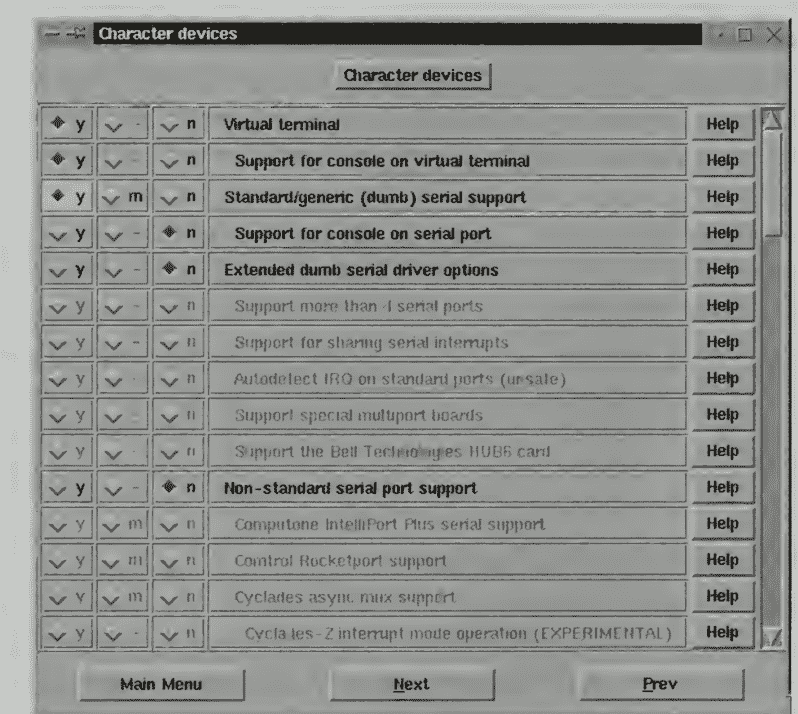 Character devices
Character devices
y - n Virtual terminal Help
y - n Support for console on virtual terminal Help
y m n Standard/generic (dumb) serial support Help
y - n Support for console on serial port Help
y - n Extended dumb serial driver options Help
y - n Support more than 4 serial ports Help
y - n Support for sharing serial interrupts Help
y - n Autodetect IRQ on standard ports (unsafe) Help
y - n Support special multiport boards Help
y - n Support the Bell Technologies HUB6 card Help
y - n Non-standard serial port support Help
y m n Computone IntelliPort Plus serial support Help
y m n Comtrol Rocketport support Help
y m n Cyclades async mux support Help
y - n Cyclades-Z interrupt mode operation (EXPERIMENTAL) Help
Main Menu Next Prev